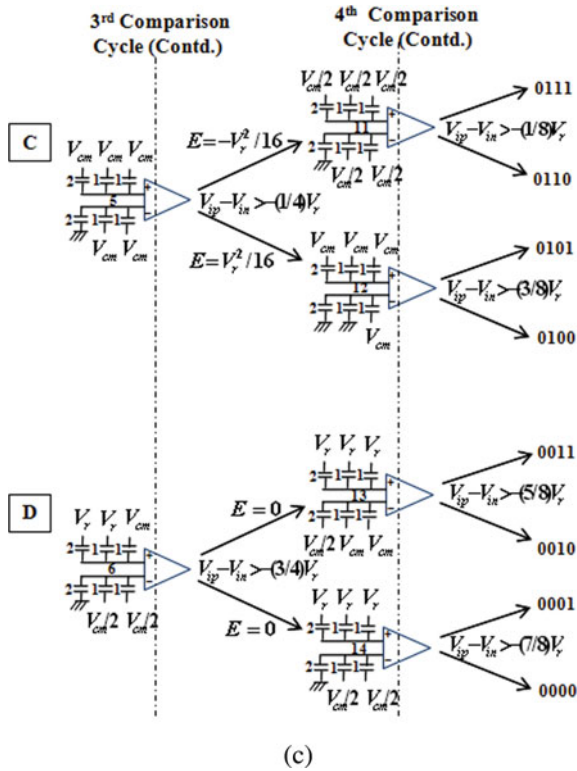 3rd Comparison Cycle (Contd.)
4th Comparison Cycle (Contd.)
C
Vcm Vcm Vcm
2 1 1
+
5
−
2 1 1
Vcm Vcm
E=−Vr²/16
Vip−Vin>−(1/4)Vr
E=Vr²/16
Vcm/2 Vcm/2 Vcm/2
2 1 1
+
11
−
2 1 1
Vcm/2 Vcm/2
0111
Vip−Vin>−(1/8)Vr
0110
Vcm Vcm Vcm
2 1 1
+
12
−
2 1 1
Vcm
0101
Vip−Vin>−(3/8)Vr
0100
D
Vr Vr Vcm
2 1 1
+
6
−
2 1 1
Vcm/2 Vcm/2
E=0
Vip−Vin>−(3/4)Vr
E=0
Vr Vr Vr
2 1 1
+
13
−
2 1 1
Vcm/2 Vcm Vcm
0011
Vip−Vin>−(5/8)Vr
0010
Vr Vr Vr
2 1 1
+
14
−
2 1 1
Vcm/2 Vcm/2
0001
Vip−Vin>−(7/8)Vr
0000
(c)